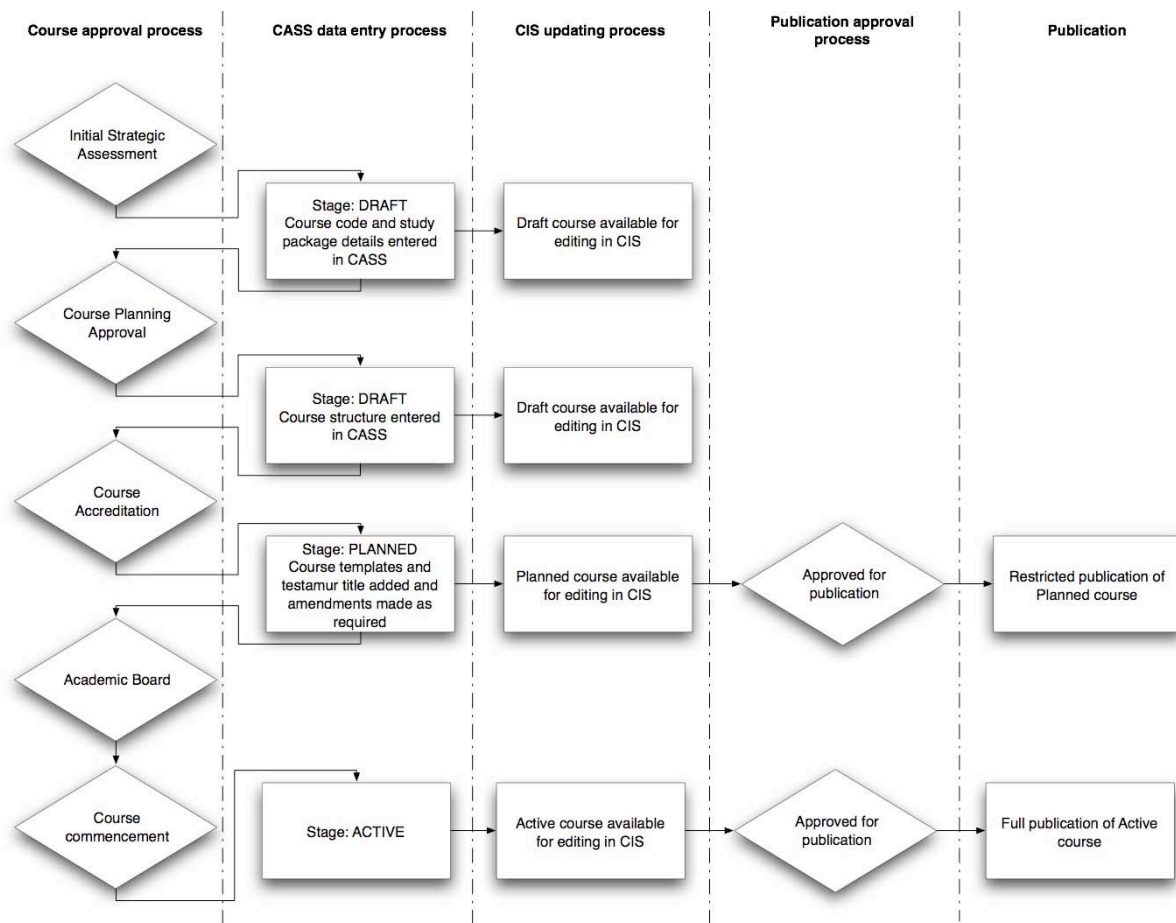 Course approval process
CASS data entry process
CIS updating process
Publication approval
process
Publication
Initial Strategic
Assessment
Stage: DRAFT
Course code and study
package details entered
in CASS
Draft course available for
editing in CIS
Course Planning
Approval
Stage: DRAFT
Course structure entered
in CASS
Draft course available for
editing in CIS
Course
Accreditation
Stage: PLANNED
Course templates and
testamur title added and
amendments made as
required
Planned course available
for editing in CIS
Approved for
publication
Restricted publication of
Planned course
Academic Board
Course
commencement
Stage: ACTIVE
Active course available
for editing in CIS
Approved for
publication
Full publication of Active
course